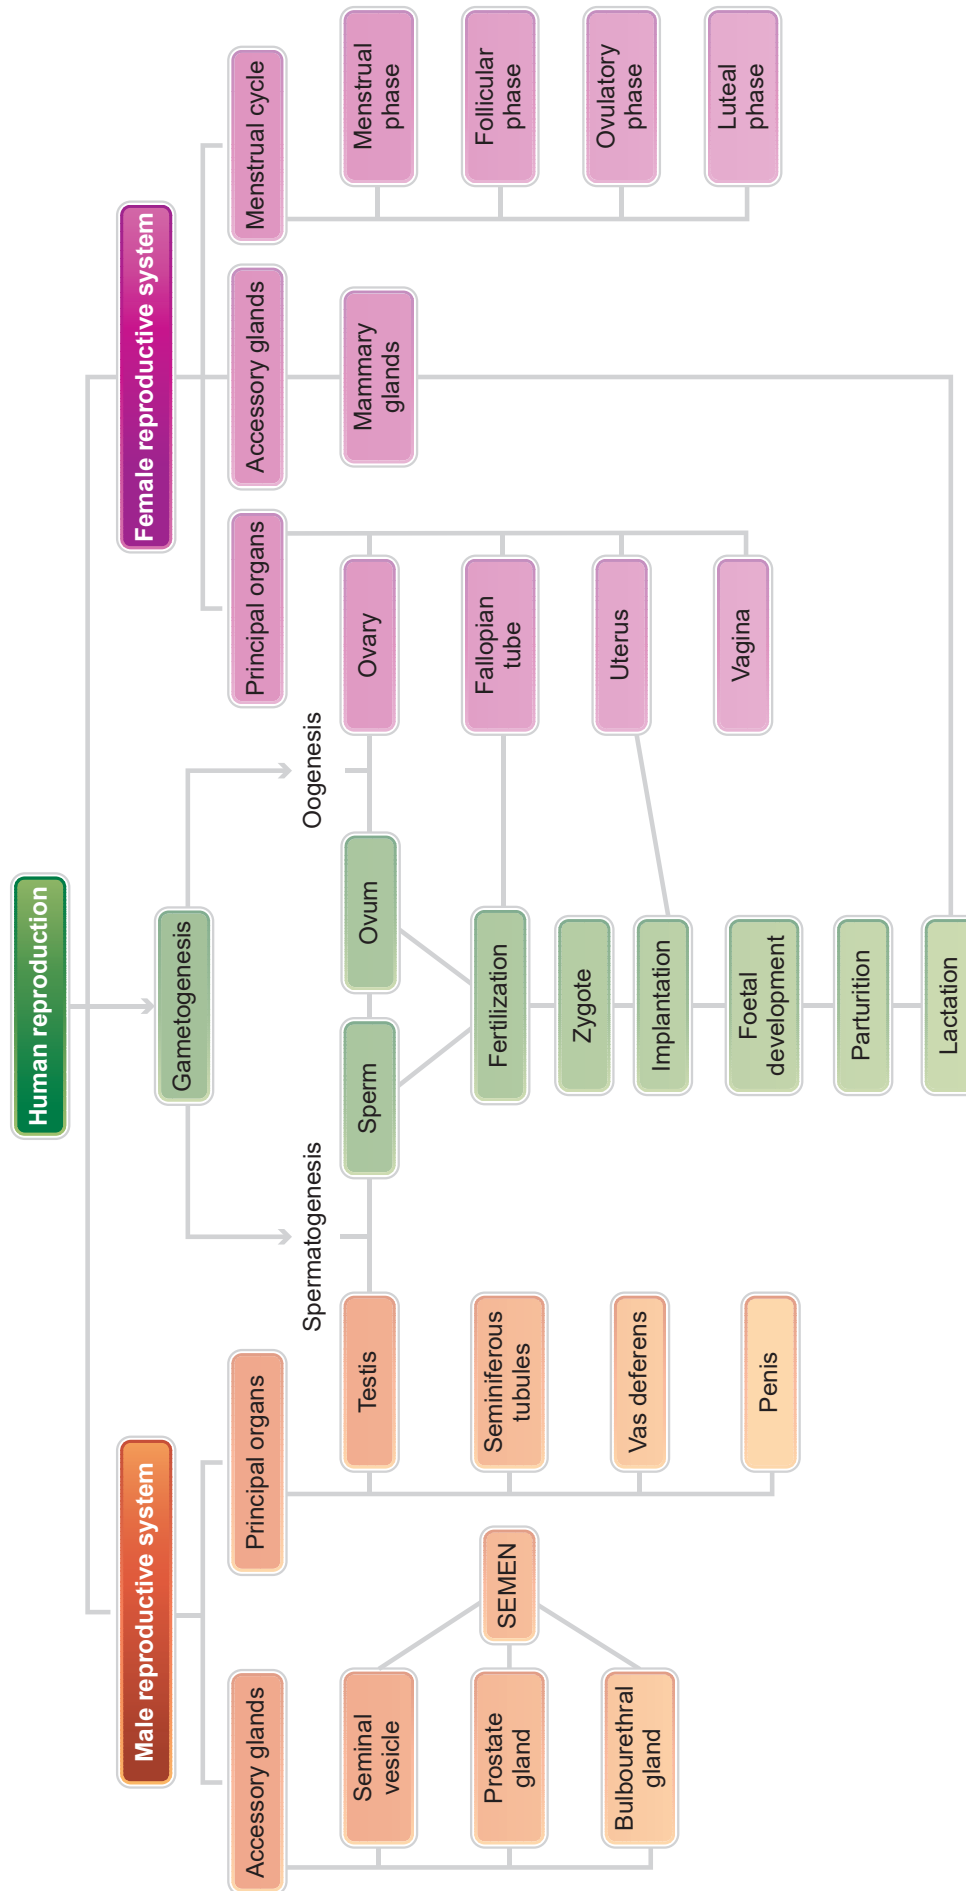 Human reproduction
Male reproductive system
Female reproductive system
Gametogenesis
Accessory glands
Principal organs
Principal organs
Accessory glands
Menstrual cycle
Spermatogenesis
Oogenesis
Seminal
vesicle
Testis
Sperm
Ovum
Ovary
Mammary
glands
Menstrual
phase
Prostate
gland
SEMEN
Seminiferous
tubules
Fertilization
Fallopian
tube
Follicular
phase
Zygote
Bulbourethral
gland
Vas deferens
Implantation
Uterus
Ovulatory
phase
Penis
Foetal
development
Vagina
Luteal
phase
Parturition
Lactation